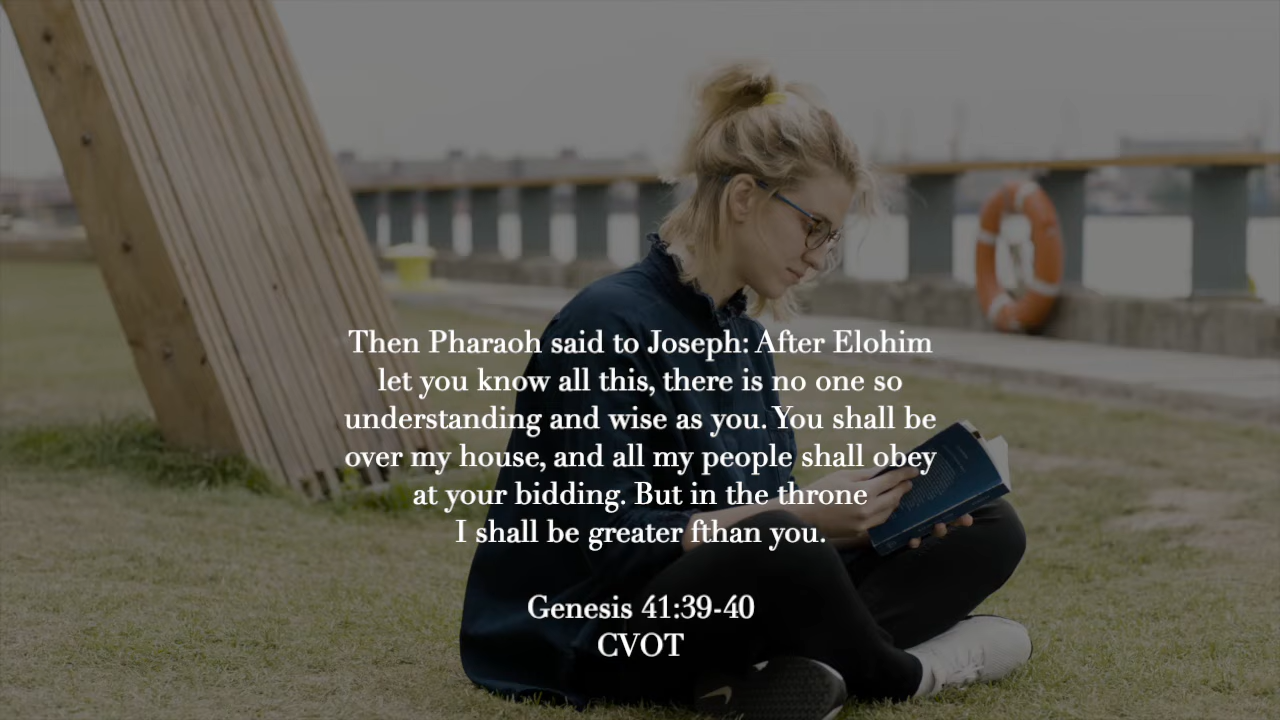 Then Pharaoh said to Joseph: After Elohim
let you know all this, there is no one so
understanding and wise as you. You shall be
over my house, and all my people shall obey
at your bidding. But in the throne
I shall be greater fthan you.
Genesis 41:39-40
CVOT